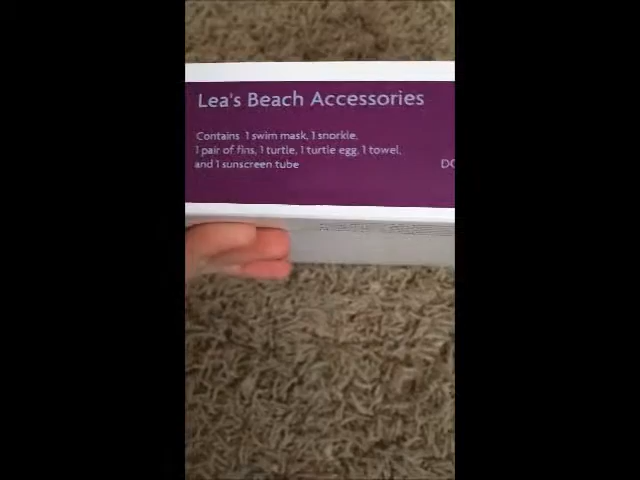 Lea's Beach Accessories
Contains 1 swim mask, 1 snorkle,
1 pair of fins, 1 turtle, 1 turtle egg, 1 towel,
and 1 sunscreen tube
DO